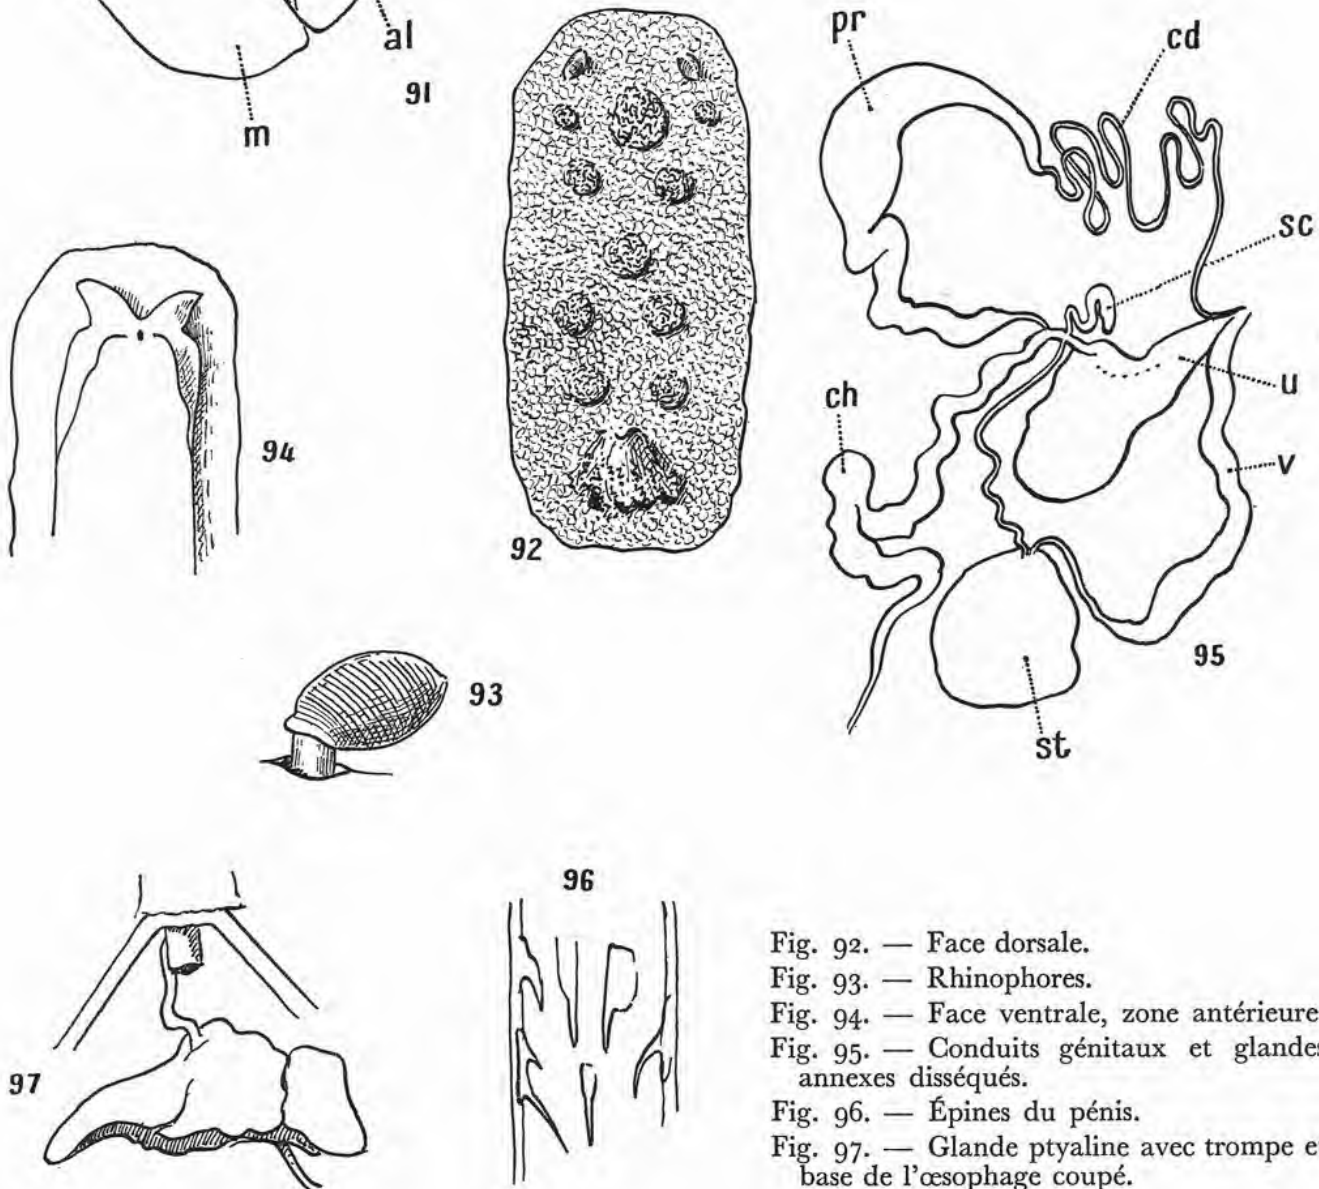 al
91
m
pr
cd
sc
u
ch
v
95
st
92
94
93
96
97
Fig. 92. — Face dorsale.
Fig. 93. — Rhinophores.
Fig. 94. — Face ventrale, zone antérieure
Fig. 95. — Conduits génitaux et glandes
annexes disséqués.
Fig. 96. — Épines du pénis.
Fig. 97. — Glande ptyaline avec trompe e
base de l'œsophage coupé.